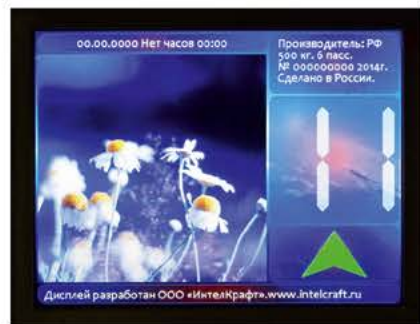 00.00.0000 Нет часов 00:00
Производитель: РФ
500 кг. 6 пасс.
№ 000000000 2014г.
Сделано в России.
11
Дисплей разработан ООО «ИнтелКрафт».www.intelcraft.ru